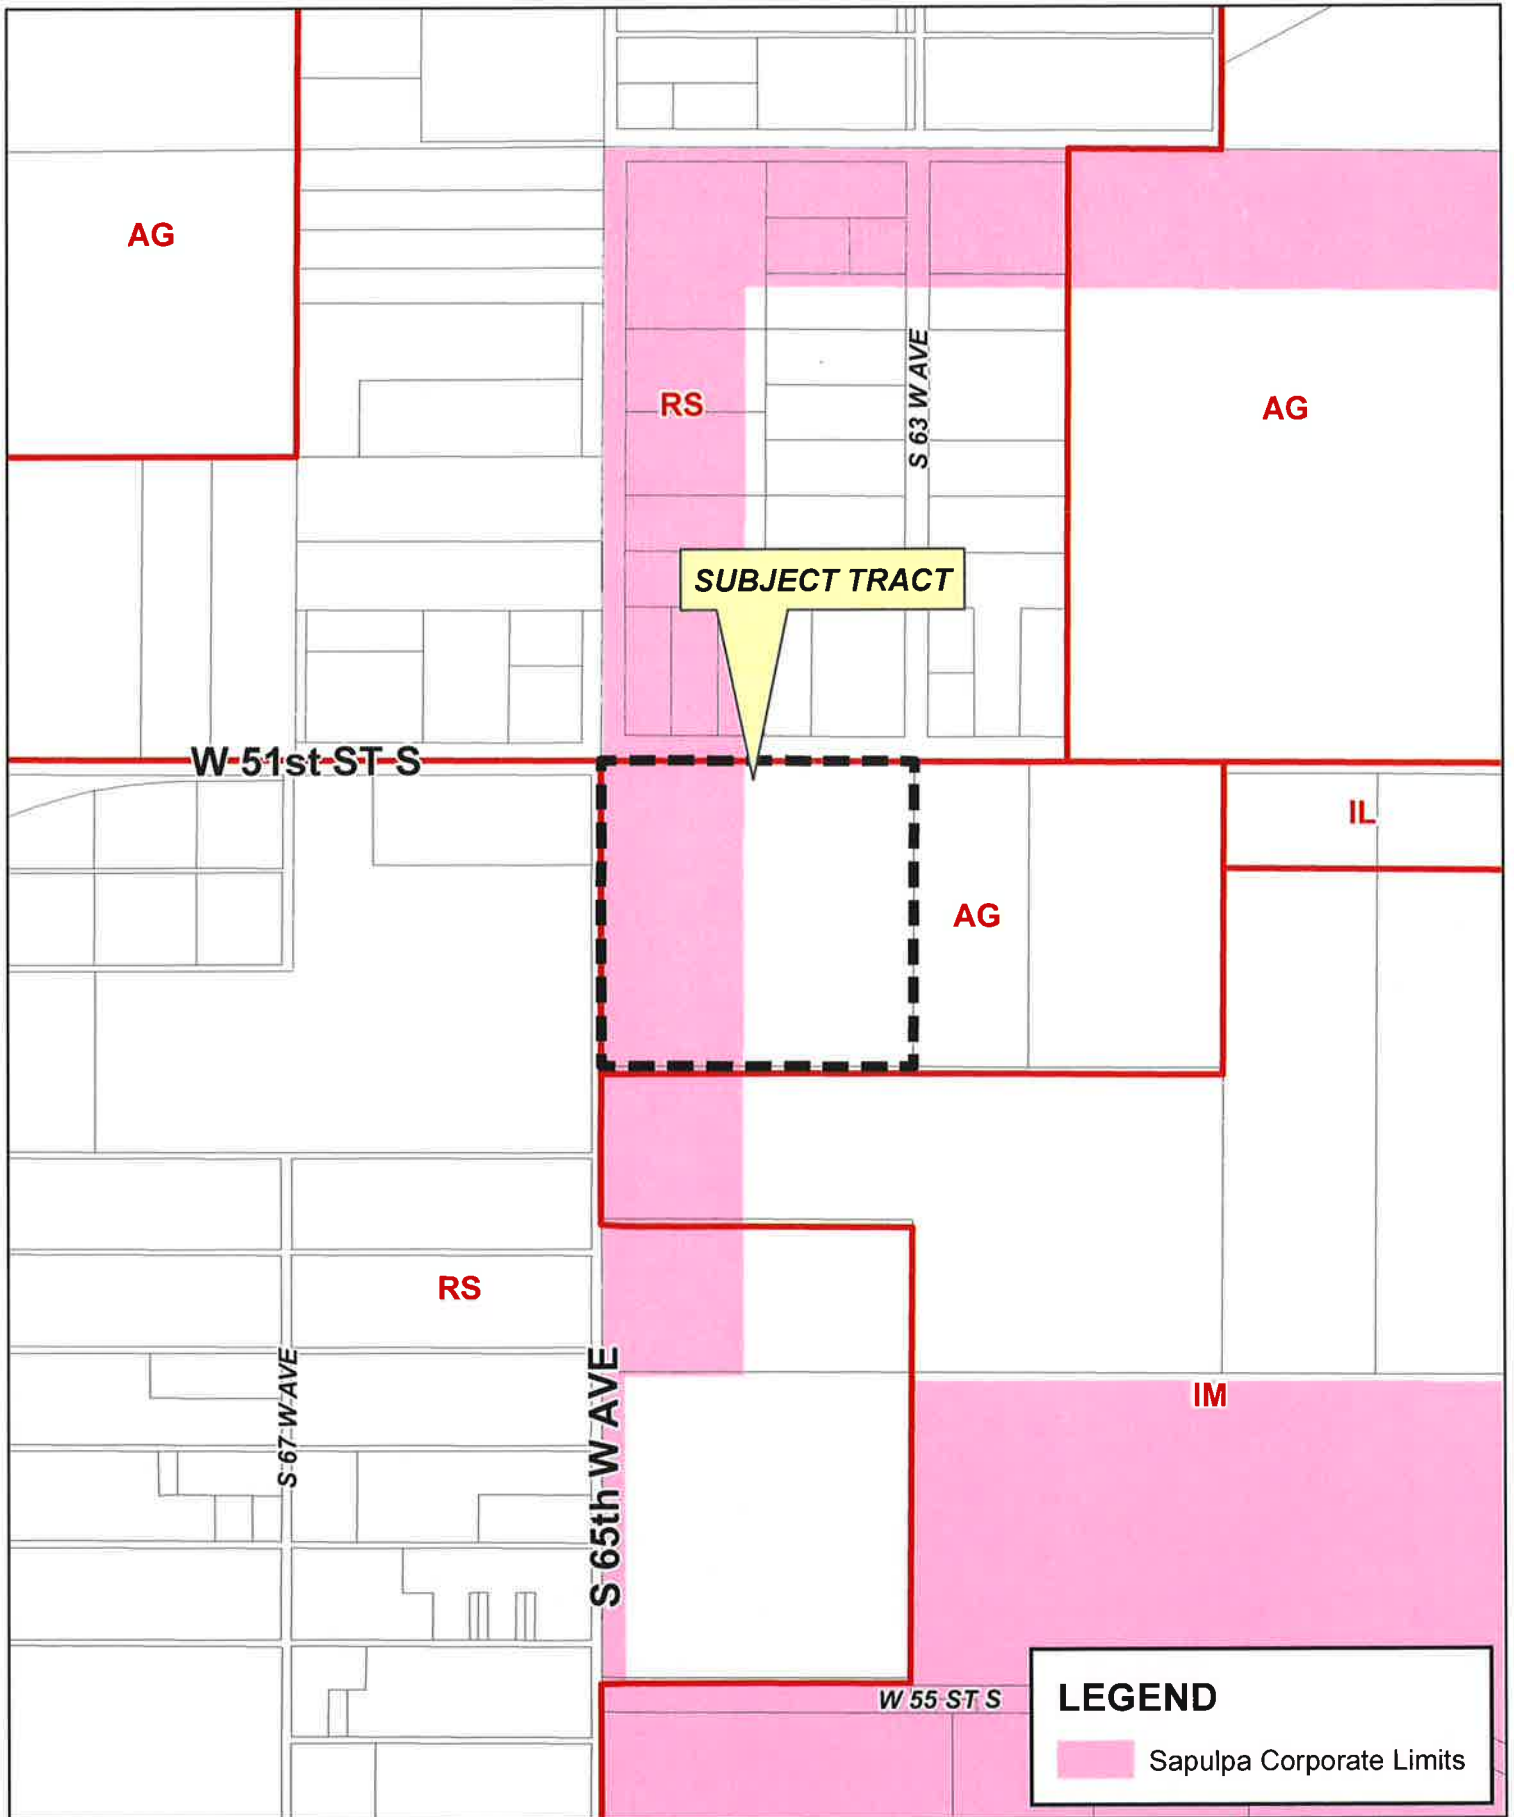 AG
RS
S 63 W AVE
AG
SUBJECT TRACT
W 51st ST S
IL
AG
RS
S 67 W AVE
S 65th W AVE
IM
W 55 ST S
LEGEND
Sapulpa Corporate Limits